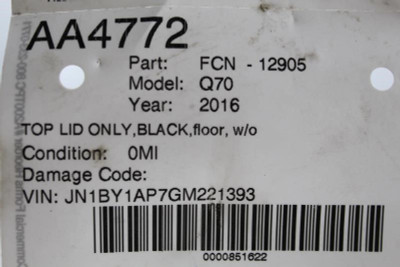 AA4772
Part: FCN - 12905
Model: Q70
Year: 2016
TOP LID ONLY,BLACK,floor, w/o
Condition: 0MI
Damage Code:
VIN: JN1BY1AP7GM221393
0000851622